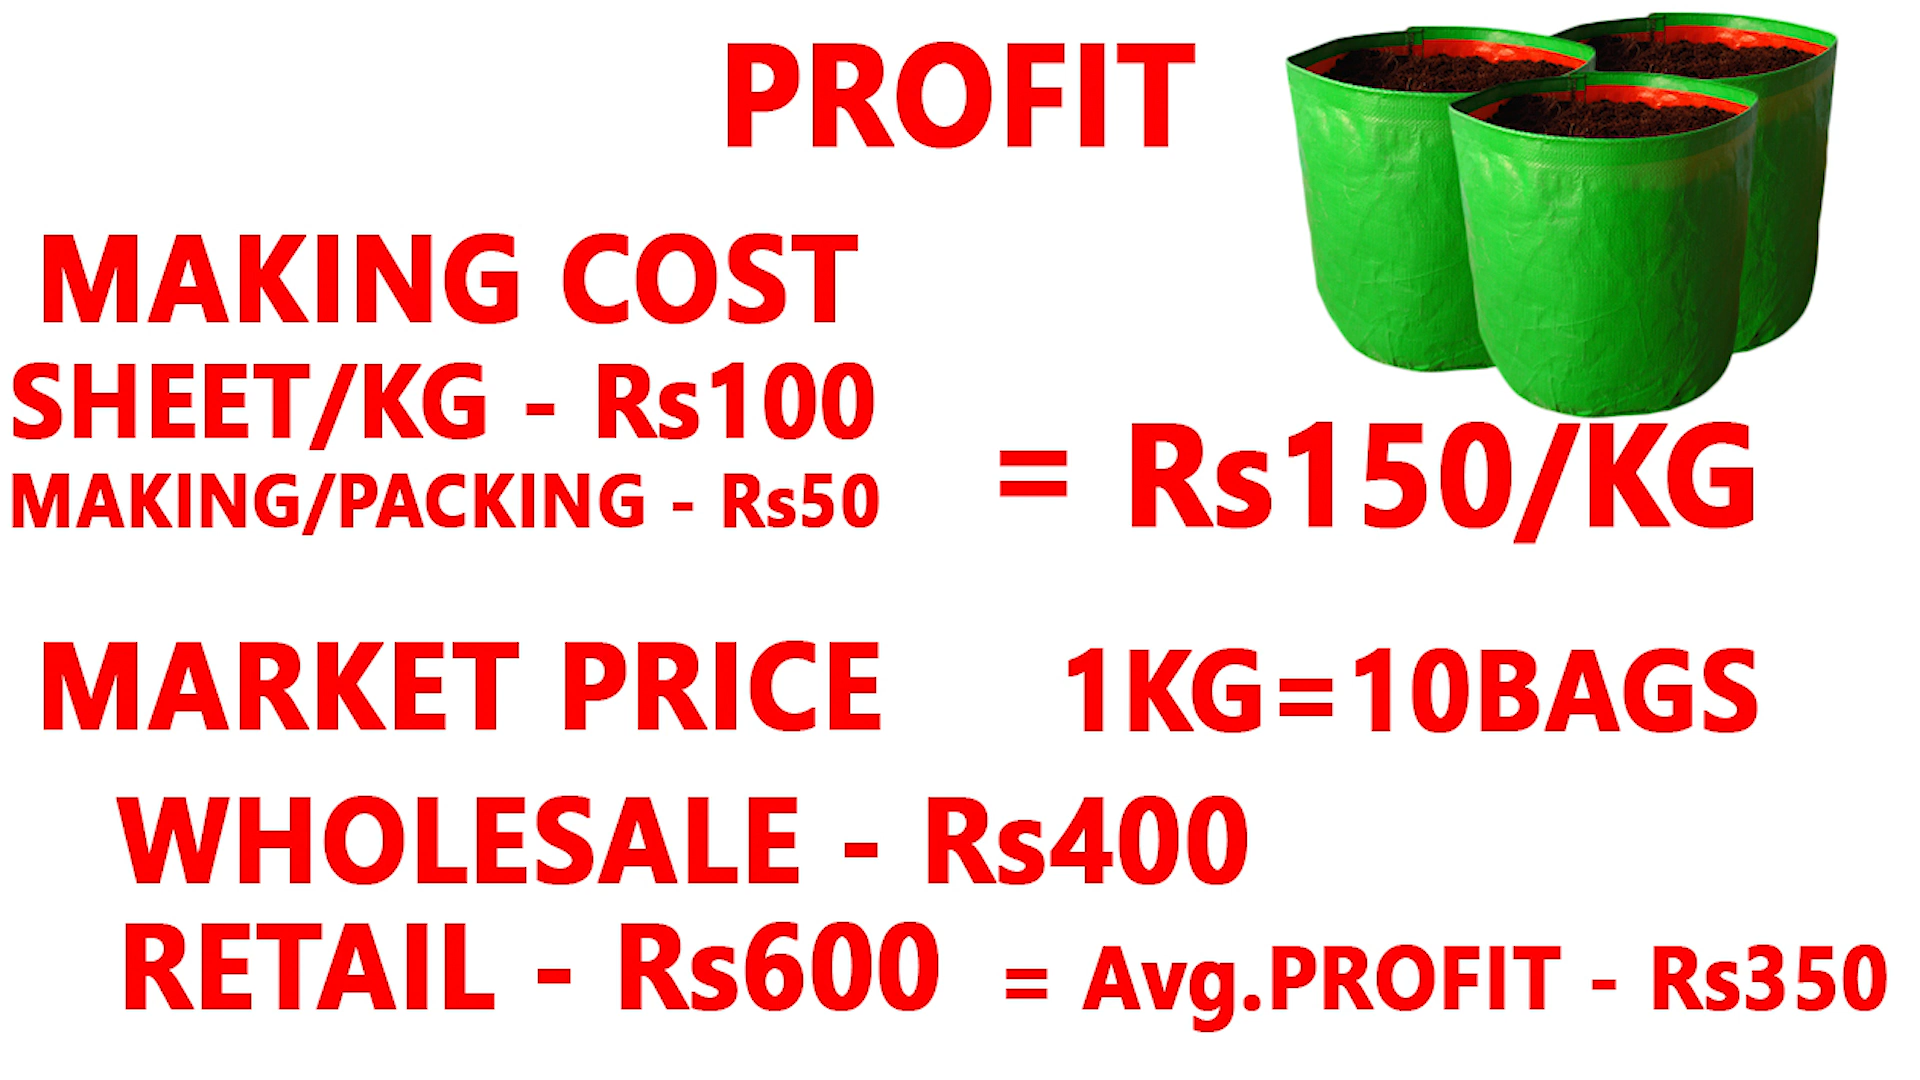 PROFIT
MAKING COST
SHEET/KG - Rs100
MAKING/PACKING - Rs50
= Rs150/KG
MARKET PRICE
1KG=10BAGS
WHOLESALE - Rs400
RETAIL - Rs600
= Avg.PROFIT - Rs350